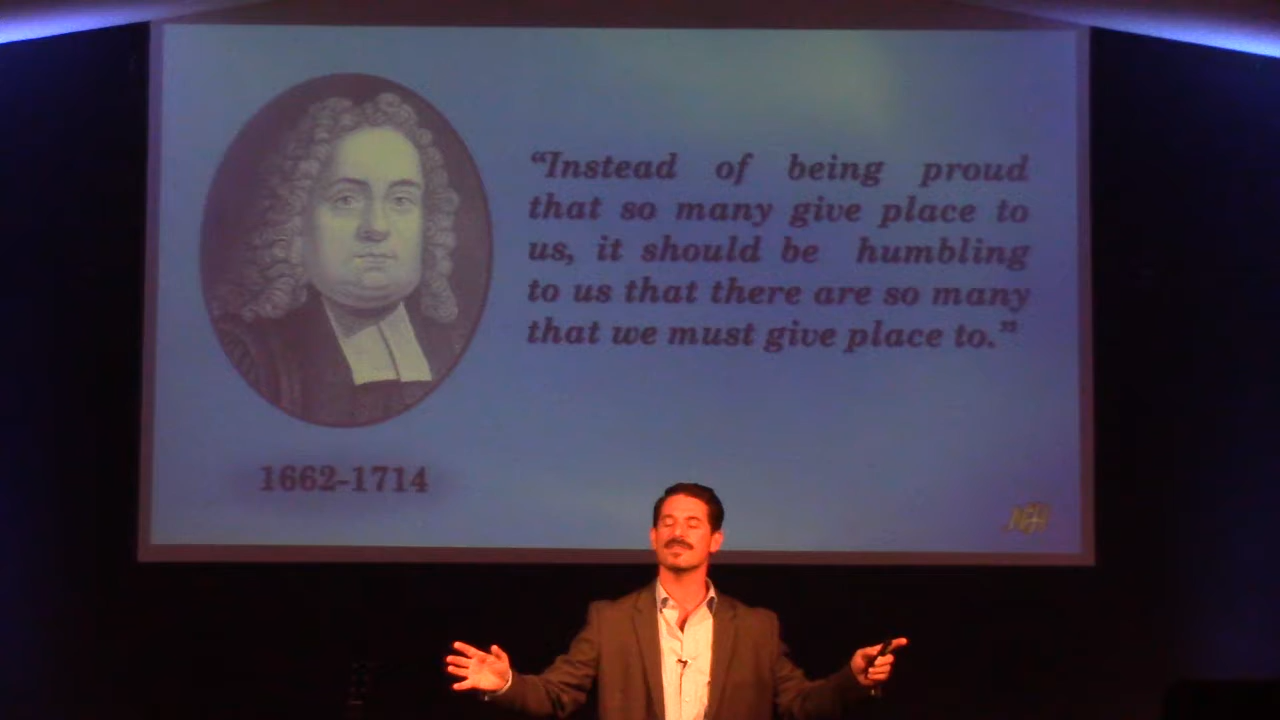 “Instead of being proud
that so many give place to
us, it should be humbling
to us that there are so many
that we must give place to.”
1662-1714